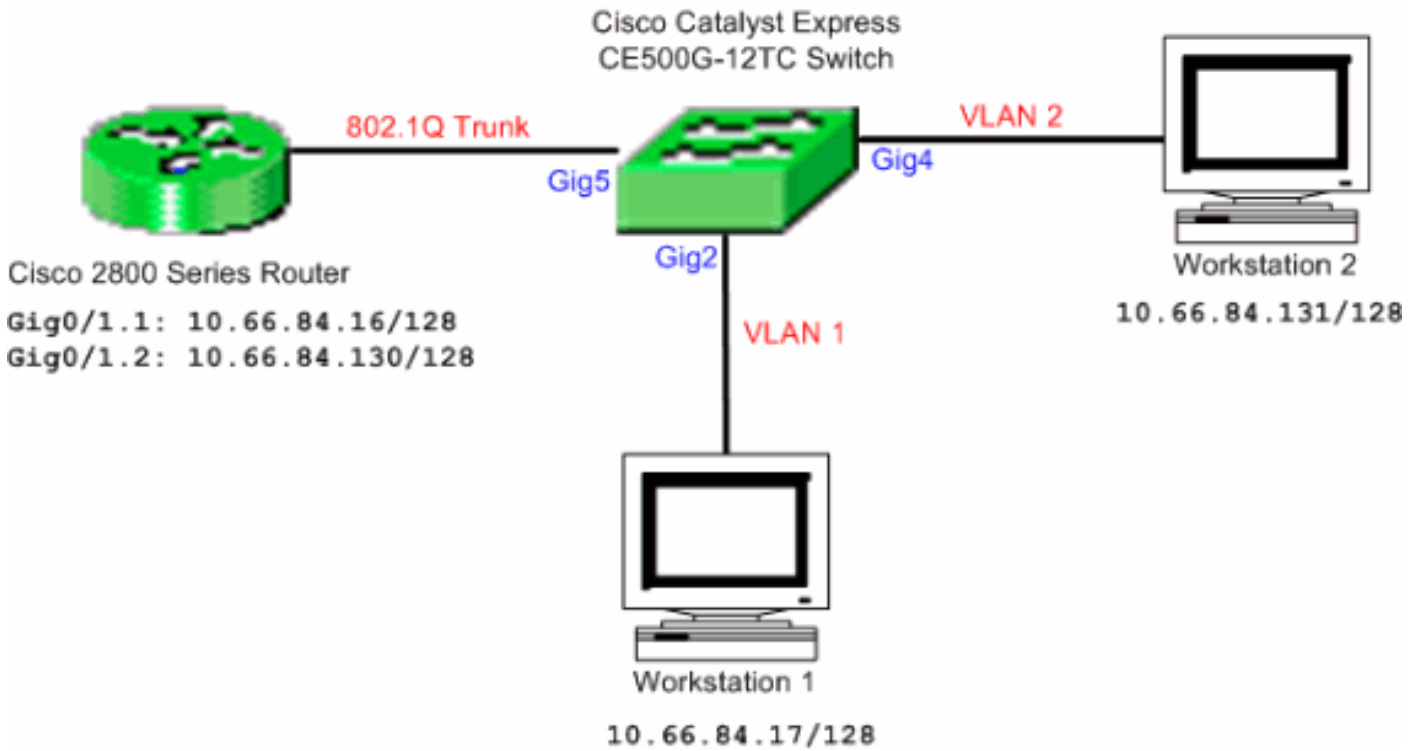 Cisco Catalyst Express
CE500G-12TC Switch
802.1Q Trunk
VLAN 2
Gig5
Gig4
Gig2
Cisco 2800 Series Router
Gig0/1.1: 10.66.84.16/128
Gig0/1.2: 10.66.84.130/128
Workstation 2
10.66.84.131/128
VLAN 1
Workstation 1
10.66.84.17/128